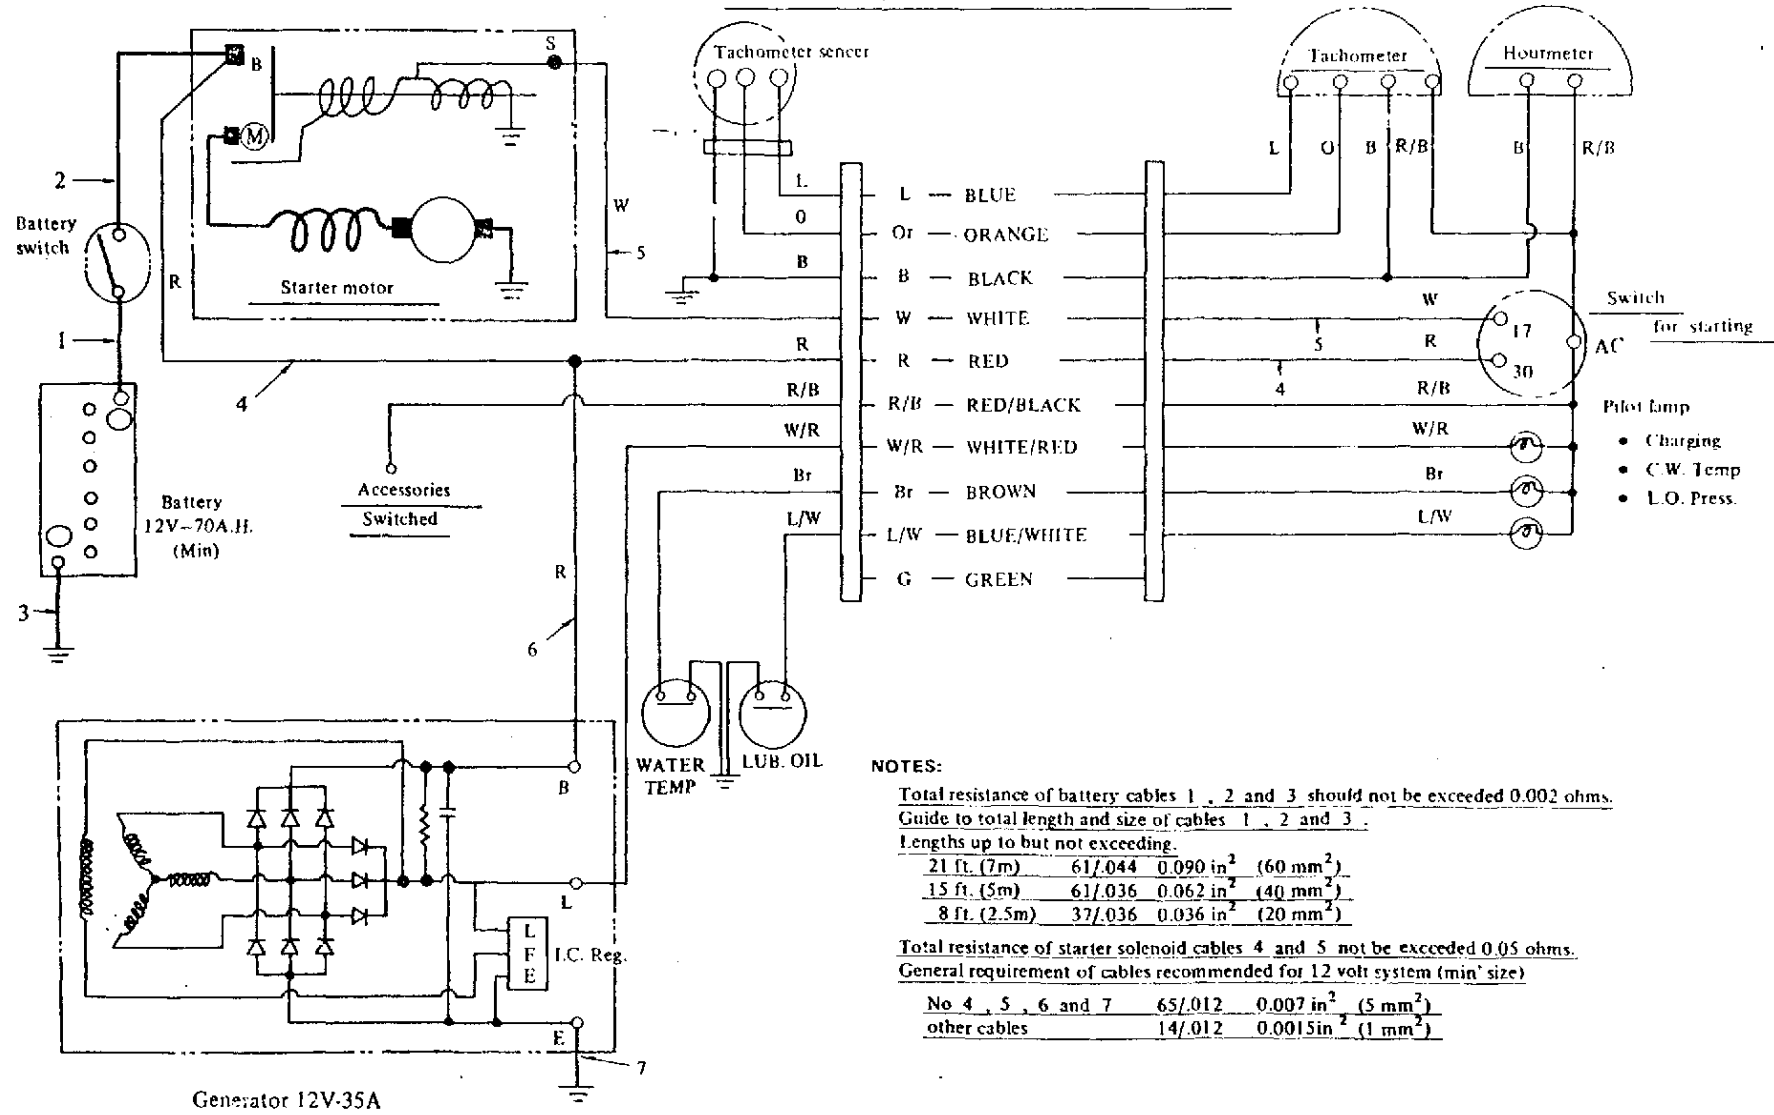 Tachometer sencer
Tachometer
Hourmeter
S
B
M
2
Battery
switch
R
W
5
Starter motor
1
4
L
O
B
R/B
B
R/B
L
O
B
R
R/B
W/R
Br
L/W
L — BLUE
Or — ORANGE
B — BLACK
W — WHITE
R — RED
R/B — RED/BLACK
W/R — WHITE/RED
Br — BROWN
L/W — BLUE/WHITE
G — GREEN
W
5
R
4
R/B
W/R
Br
L/W
17
30
AC
Switch
for starting
Pilot lamp
• Charging
• C.W. Temp
• L.O. Press.
Battery
12V-70A.H.
(Min)
3
Accessories
Switched
R
6
WATER
TEMP
LUB. OIL
B
L
L
F
E
I.C. Reg.
E
7
Generator 12V-35A
NOTES:
Total resistance of battery cables 1 , 2 and 3 should not be exceeded 0.002 ohms.
Guide to total length and size of cables 1 , 2 and 3 .
Lengths up to but not exceeding.
21 ft. (7m) 61/.044 0.090 in² (60 mm²)
15 ft. (5m) 61/.036 0.062 in² (40 mm²)
8 ft. (2.5m) 37/.036 0.036 in² (20 mm²)
Total resistance of starter solenoid cables 4 and 5 not be exceeded 0.05 ohms.
General requirement of cables recommended for 12 volt system (min' size)
No 4 , 5 , 6 and 7 65/.012 0.007 in² (5 mm²)
other cables 14/.012 0.0015in² (1 mm²)